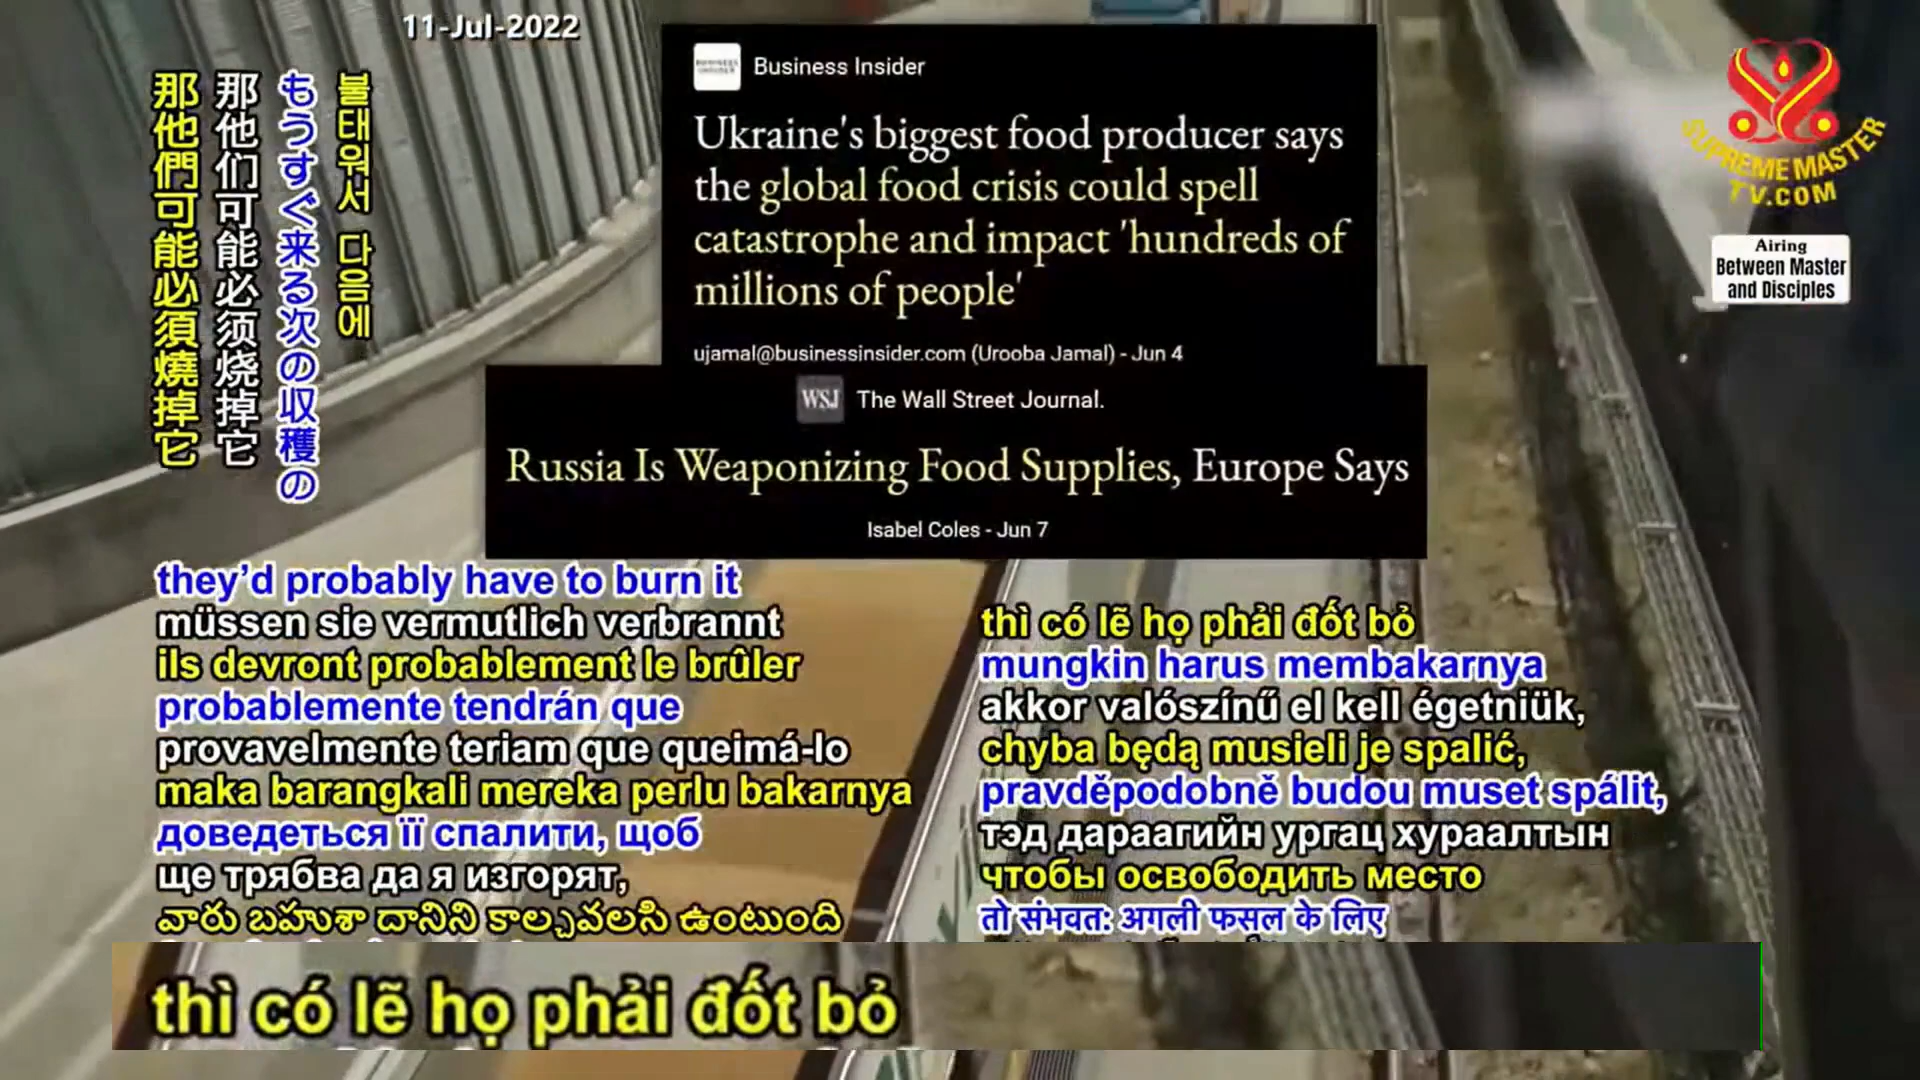 11-Jul-2022
불태워서 다음에
もうすぐ来る次の収穫の
那他们可能必须烧掉它
那他們可能必須燒掉它
BUSINESS INSIDER
Business Insider
Ukraine's biggest food producer says
the global food crisis could spell
catastrophe and impact 'hundreds of
millions of people'
ujamal@businessinsider.com (Urooba Jamal) - Jun 4
WSJ The Wall Street Journal.
Russia Is Weaponizing Food Supplies, Europe Says
Isabel Coles - Jun 7
SUPREME MASTER
TV.COM
Airing
Between Master
and Disciples
they'd probably have to burn it
müssen sie vermutlich verbrannt
ils devront probablement le brûler
probablemente tendrán que
provavelmente teriam que queimá-lo
maka barangkali mereka perlu bakarnya
доведеться її спалити, щоб
ще трябва да я изгорят,
వారు బహుశా దానిని కాల్చవలసి ఉంటుంది
thì có lẽ họ phải đốt bỏ
mungkin harus membakarnya
akkor valószínű el kell égetniük,
chyba będą musieli je spalić,
pravděpodobně budou muset spálit,
тэд дараагийн ургац хураалтын
чтобы освободить место
तो संभवत: अगली फसल के लिए
thì có lẽ họ phải đốt bỏ